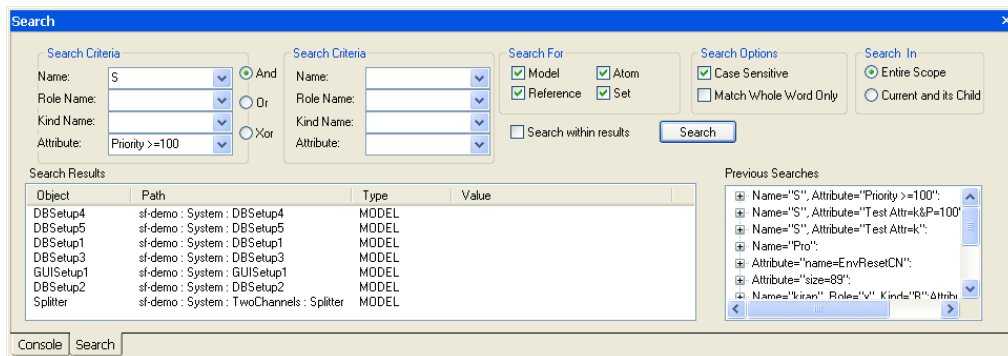 Search
Search Criteria
Name: S
Role Name:
Kind Name:
Attribute: Priority >=100
And
Or
Xor
Search Criteria
Name:
Role Name:
Kind Name:
Attribute:
Search For
Model Atom
Reference Set
Search Options
Case Sensitive
Match Whole Word Only
Search In
Entire Scope
Current and its Child
Search within results Search
Search Results
Object Path Type Value
DBSetup4 sf-demo : System : DBSetup4 MODEL
DBSetup5 sf-demo : System : DBSetup5 MODEL
DBSetup1 sf-demo : System : DBSetup1 MODEL
DBSetup3 sf-demo : System : DBSetup3 MODEL
GUISetup1 sf-demo : System : GUISetup1 MODEL
DBSetup2 sf-demo : System : DBSetup2 MODEL
Splitter sf-demo : System : TwoChannels : Splitter MODEL
Previous Searches
Name="S", Attribute="Priority >=100":
Name="S", Attribute="Test Attr=k&P=100"
Name="S", Attribute="Test Attr=k":
Name="Pro":
Attribute="name=EnvResetCN":
Attribute="size=89":
Name="kiran", Role="v", Kind="B":Attribu
Console Search